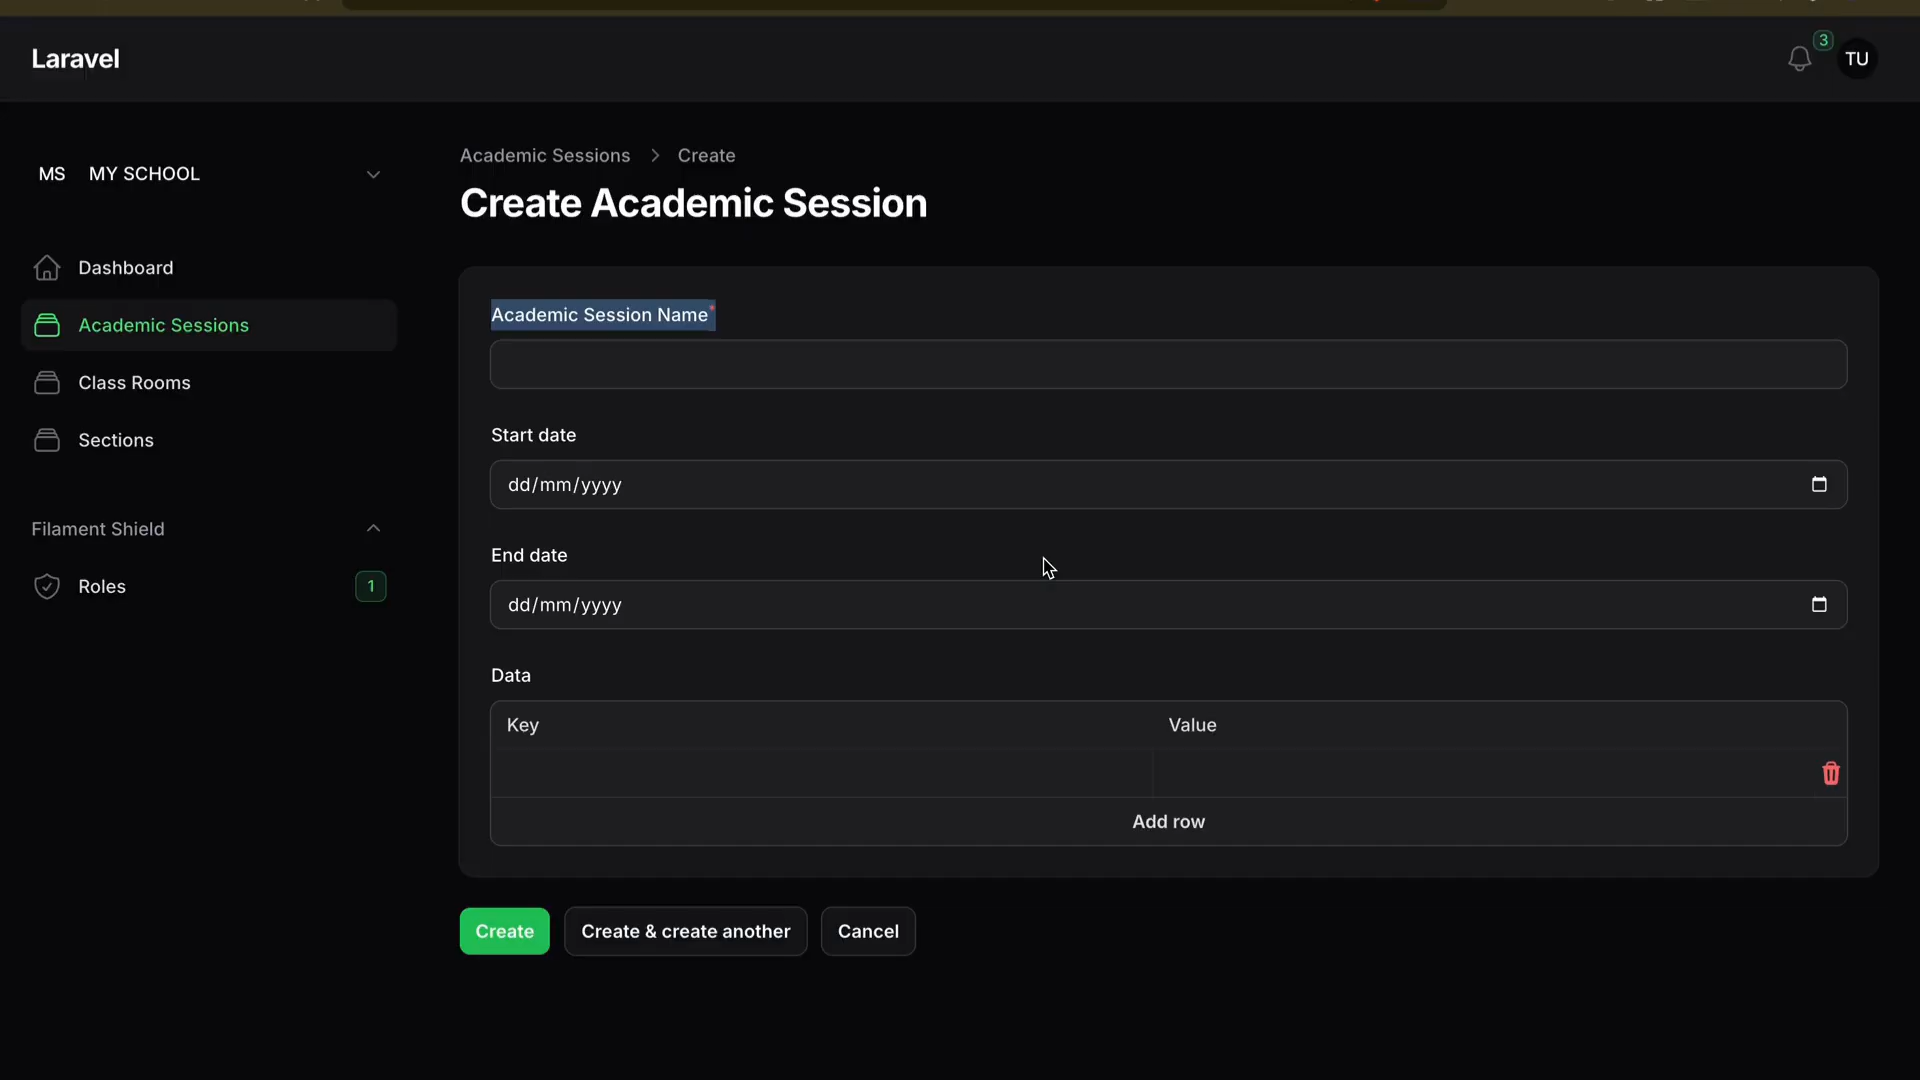 Laravel
3
TU
MS MY SCHOOL
Dashboard
Academic Sessions
Class Rooms
Sections
Filament Shield
Roles 1
Academic Sessions > Create
Create Academic Session
Academic Session Name*
Start date
dd/mm/yyyy
End date
dd/mm/yyyy
Data
Key Value
Add row
Create Create & create another Cancel